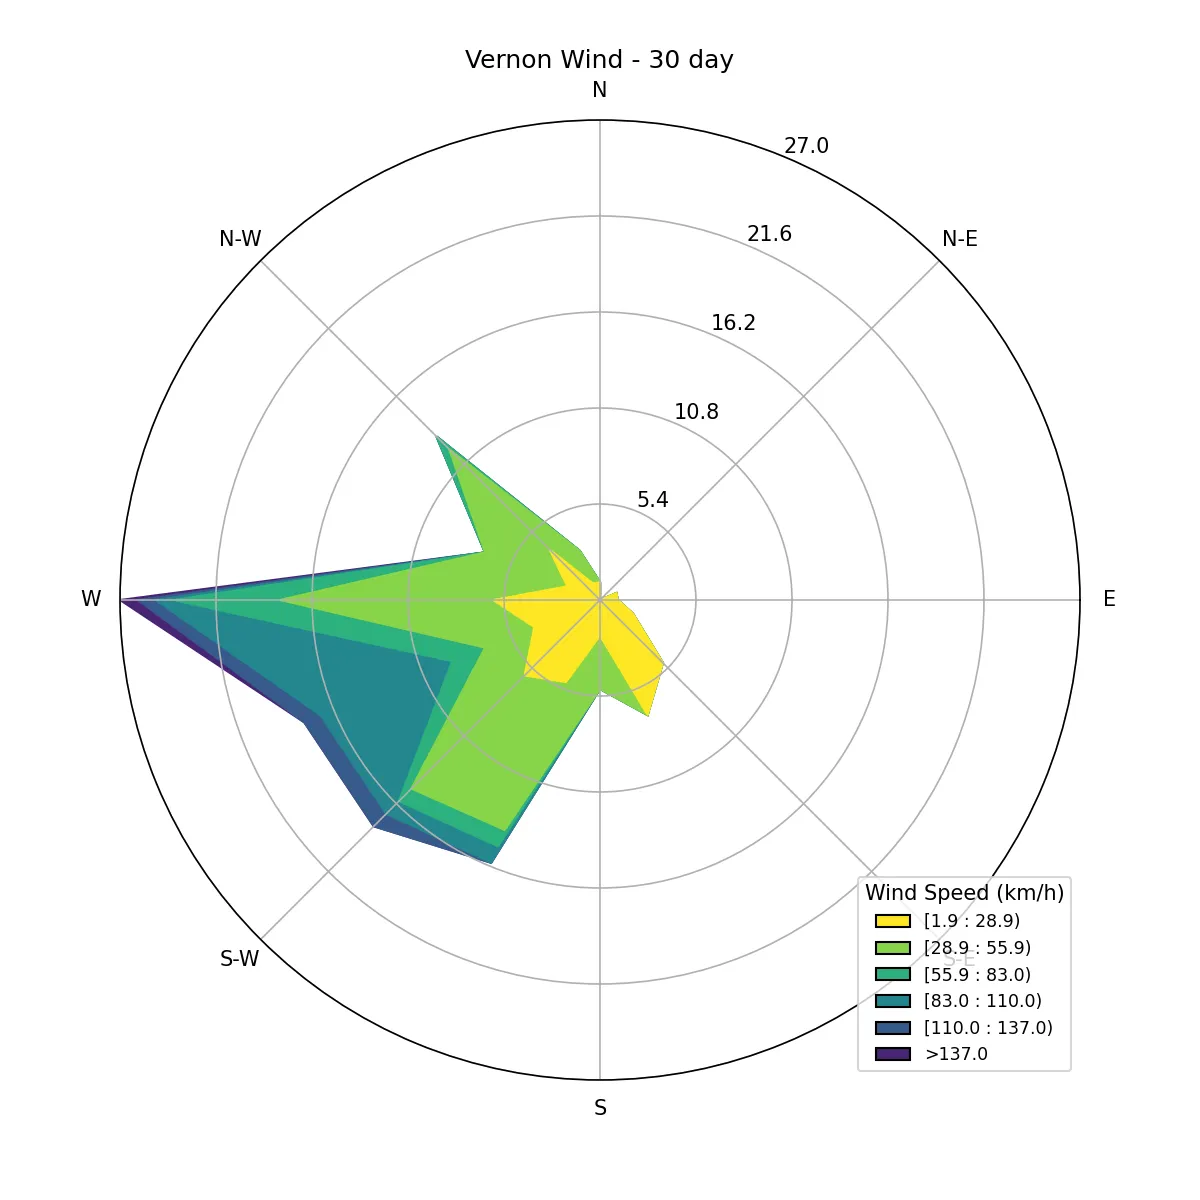 Vernon Wind - 30 day
N
27.0
N-W
21.6
N-E
16.2
10.8
5.4
W
E
S-W
S-E
S
Wind Speed (km/h)
[1.9 : 28.9)
[28.9 : 55.9)
[55.9 : 83.0)
[83.0 : 110.0)
[110.0 : 137.0)
>137.0